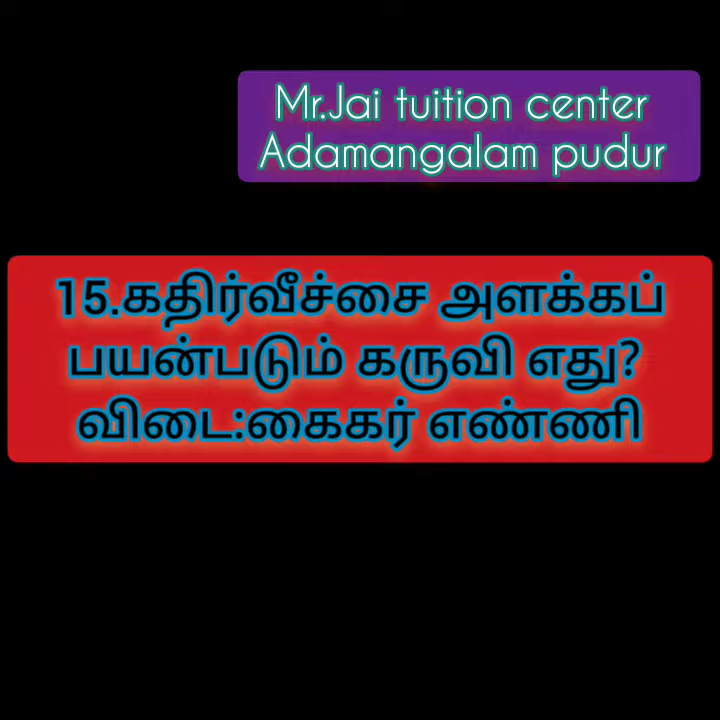 Mr.Jai tuition center
Adamangalam pudur
15.கதிர்வீச்சை அளக்கப்
பயன்படும் கருவி எது?
விடை:கைகர் எண்ணி